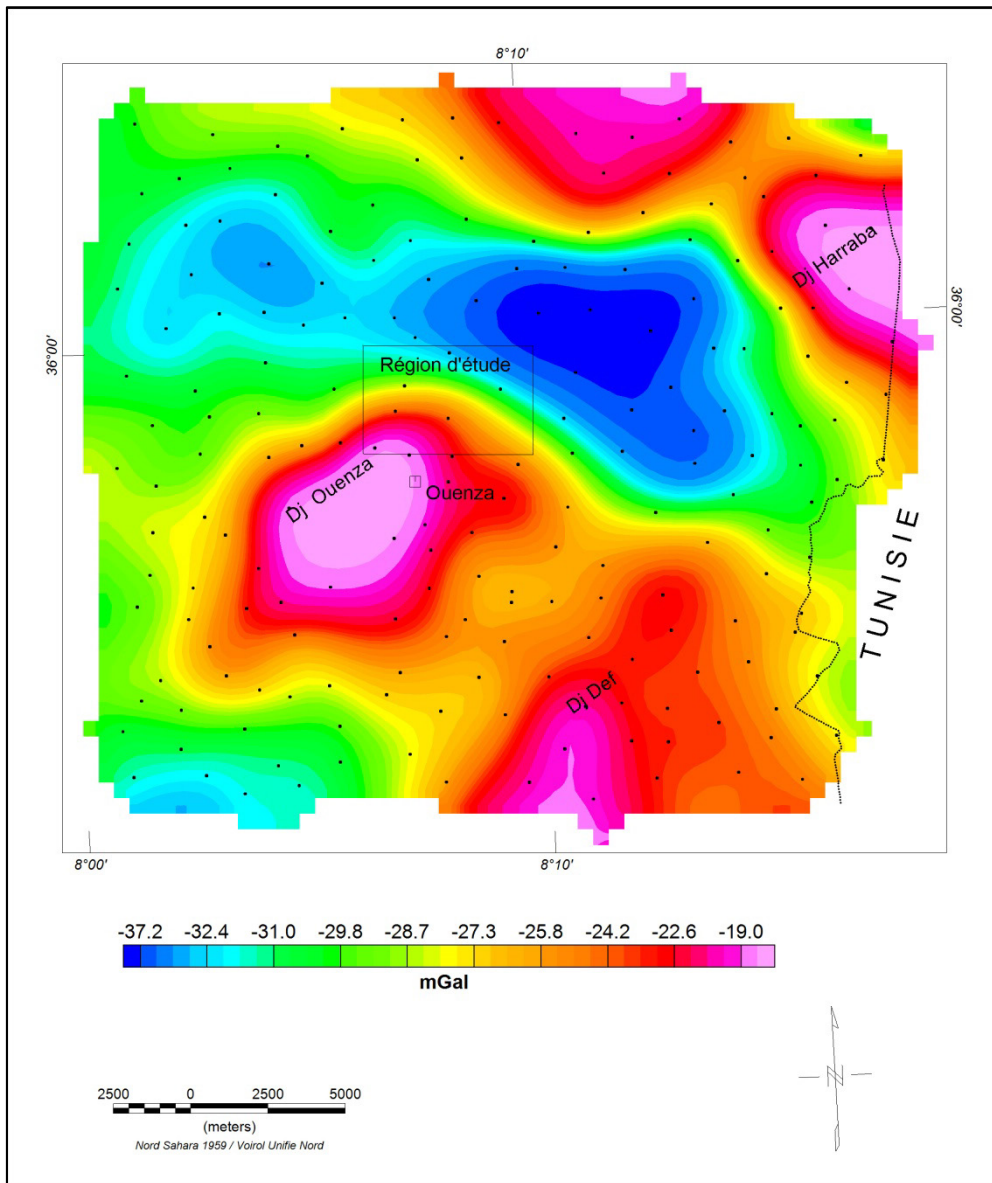 8°10'
Dj Harraba
36°00'
36°00'
Région d'étude
Dj Ouenza
Ouenza
TUNISIE
Dj Def
8°00'
8°10'
-37.2 -32.4 -31.0 -29.8 -28.7 -27.3 -25.8 -24.2 -22.6 -19.0
mGal
N
2500 0 2500 5000
(meters)
Nord Sahara 1959 / Voirol Unifie Nord